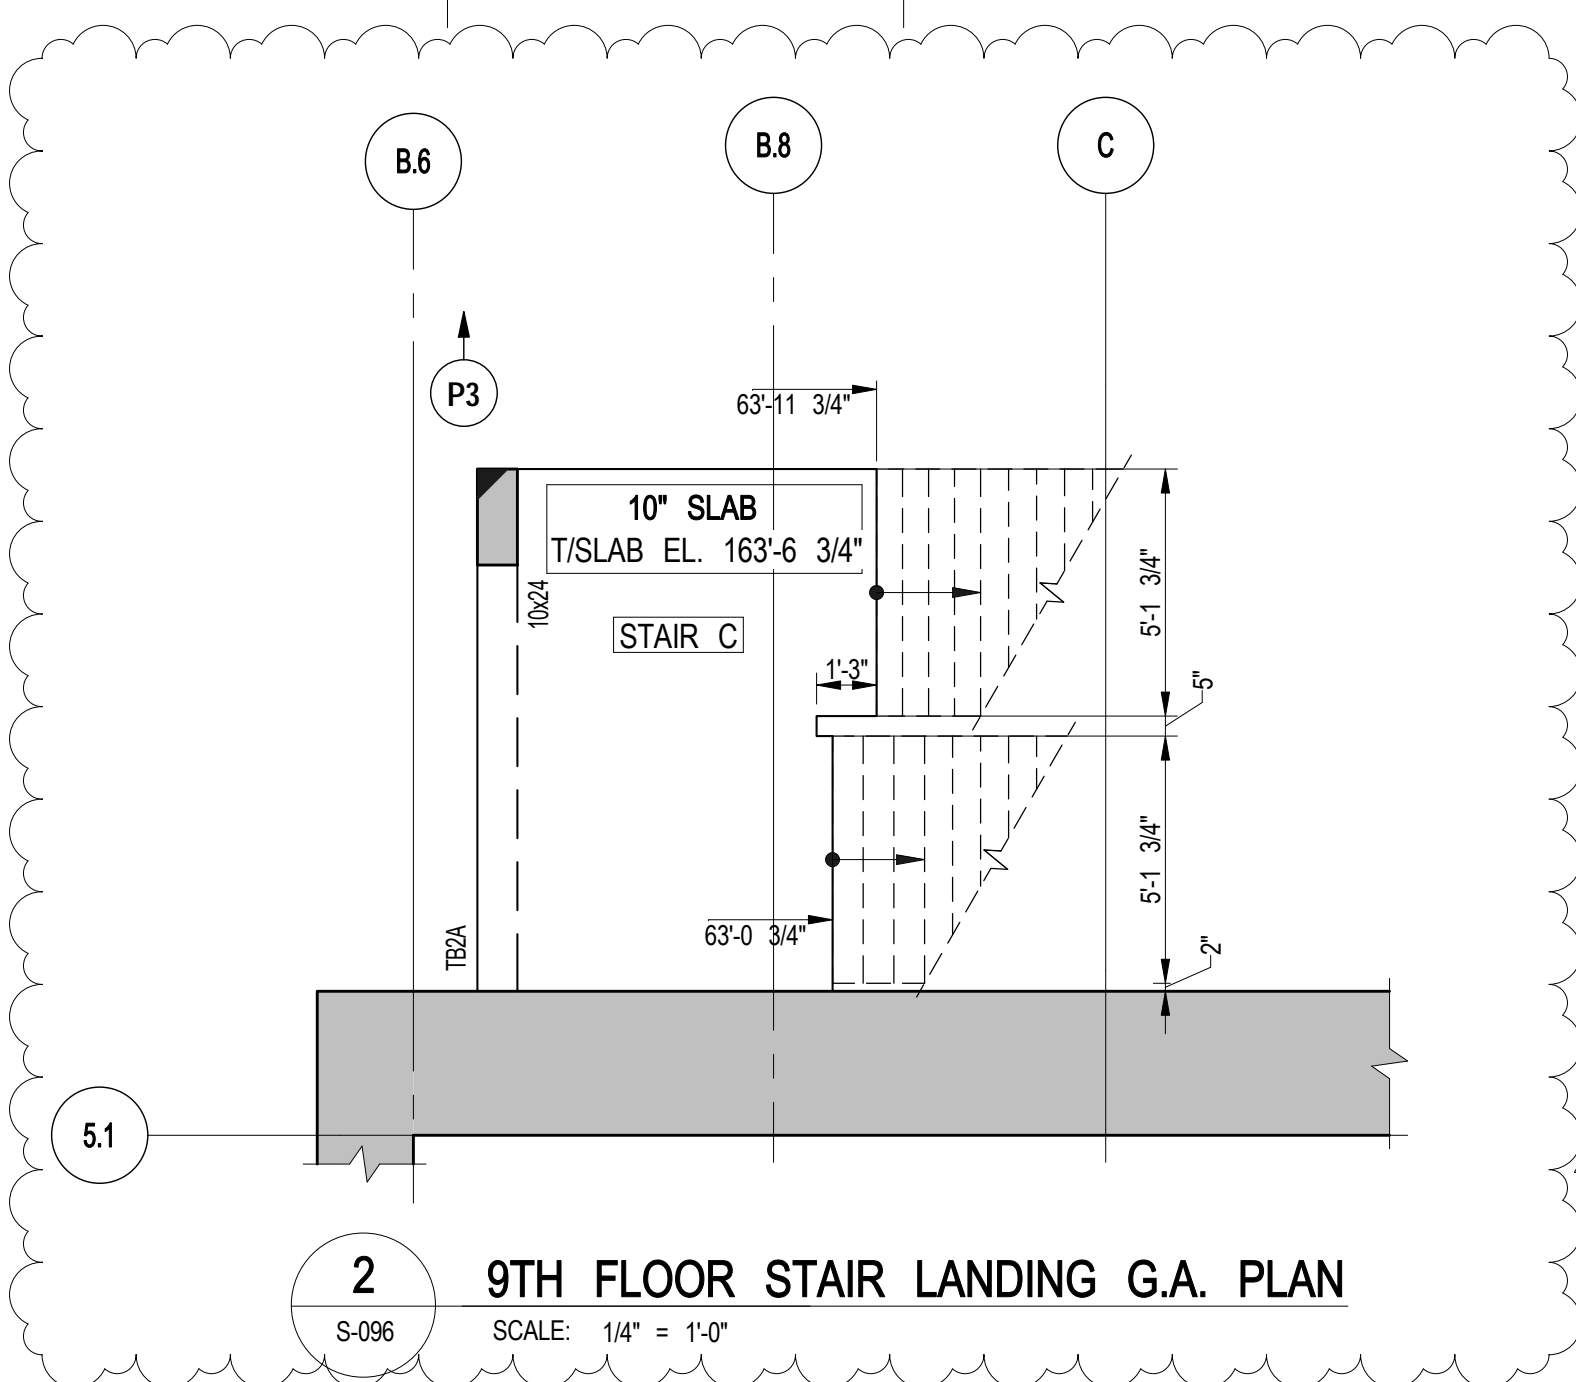 B.6
B.8
C
P3
63'-11 3/4"
10" SLAB
T/SLAB EL. 163'-6 3/4"
10x24
STAIR C
1'-3"
5'-1 3/4"
5"
5'-1 3/4"
63'-0 3/4"
TB2A
2"
5.1
2
S-096
9TH FLOOR STAIR LANDING G.A. PLAN
SCALE: 1/4" = 1'-0"